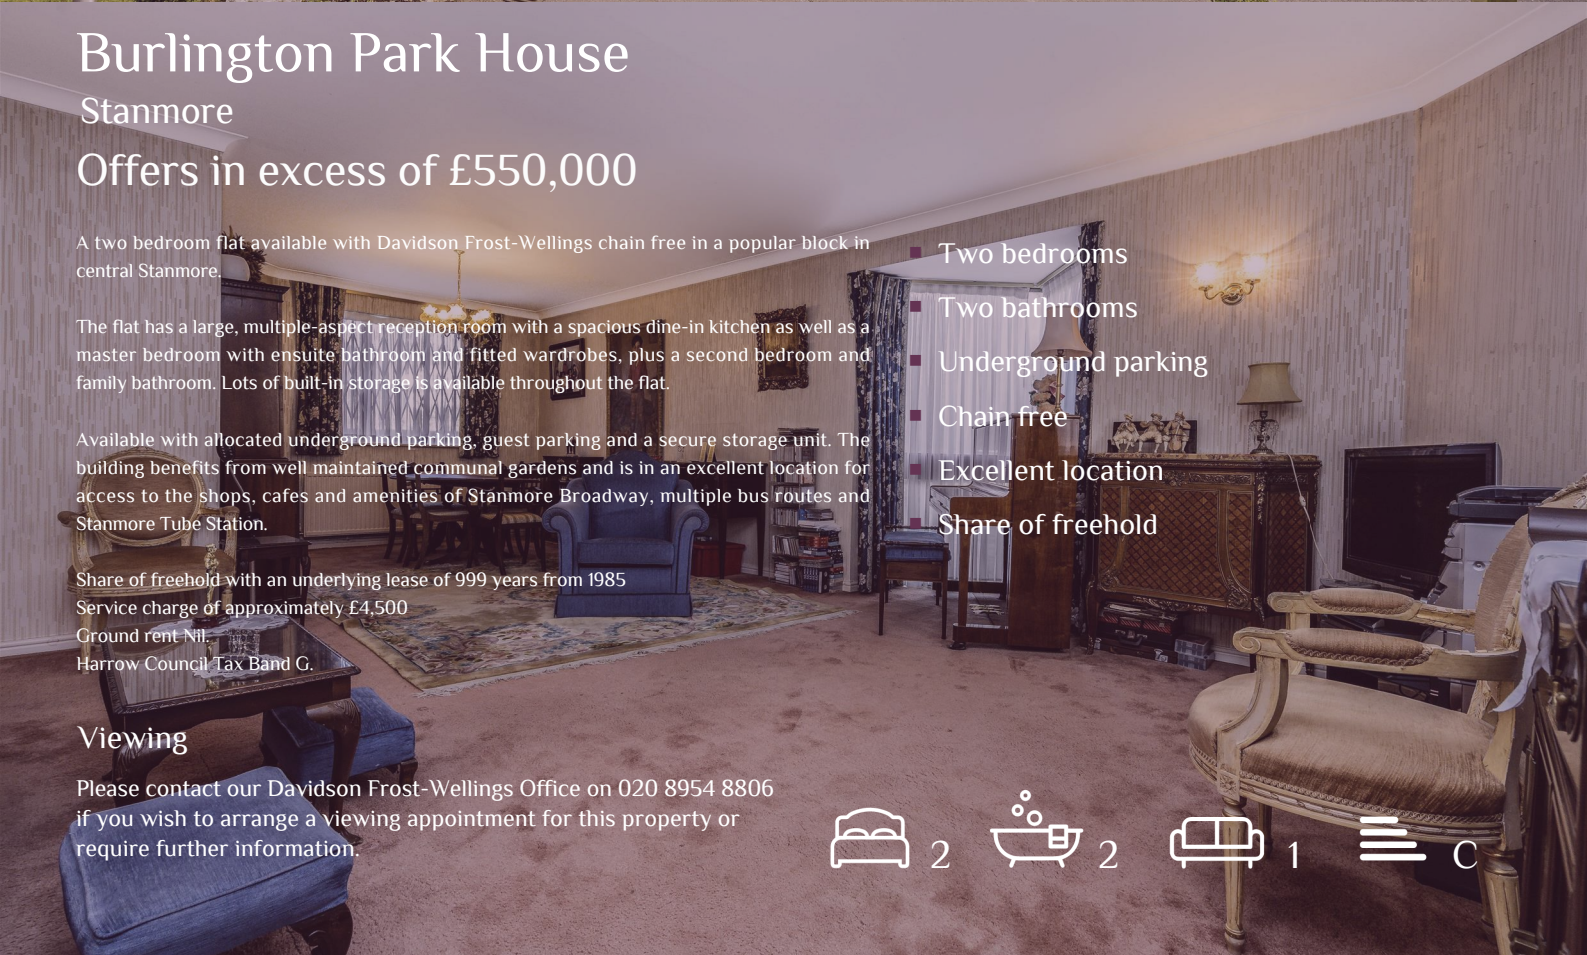 Burlington Park House
Stanmore
Offers in excess of £550,000
A two bedroom flat available with Davidson Frost-Wellings chain free in a popular block in
central Stanmore.
The flat has a large, multiple-aspect reception room with a spacious dine-in kitchen as well as a
master bedroom with ensuite bathroom and fitted wardrobes, plus a second bedroom and
family bathroom. Lots of built-in storage is available throughout the flat.
Available with allocated underground parking, guest parking and a secure storage unit. The
building benefits from well maintained communal gardens and is in an excellent location for
access to the shops, cafes and amenities of Stanmore Broadway, multiple bus routes and
Stanmore Tube Station.
Share of freehold with an underlying lease of 999 years from 1985
Service charge of approximately £4,500
Ground rent Nil.
Harrow Council Tax Band G.
Two bedrooms
Two bathrooms
Underground parking
Chain free
Excellent location
Share of freehold
Viewing
Please contact our Davidson Frost-Wellings Office on 020 8954 8806
if you wish to arrange a viewing appointment for this property or
require further information.
2 2 1 C